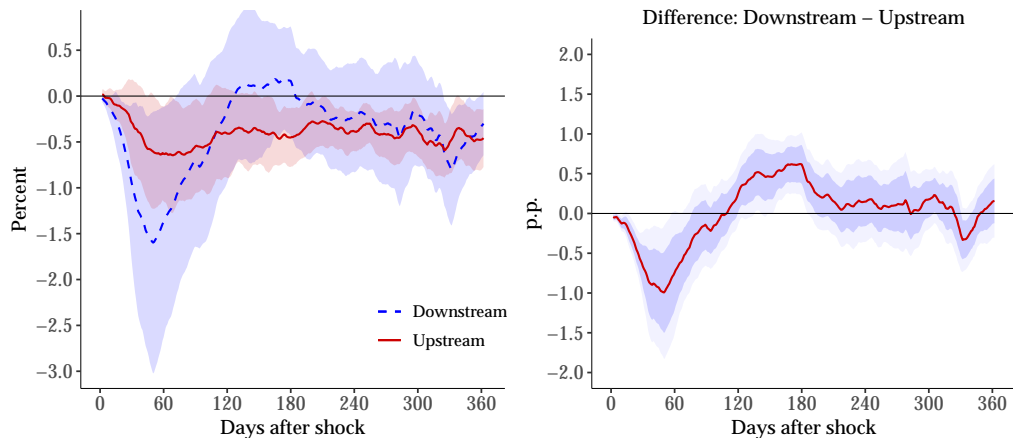 Percent
0.5
0.0
−0.5
−1.0
−1.5
−2.0
−2.5
−3.0
0 60 120 180 240 300 360
Days after shock
Downstream
Upstream
Difference: Downstream – Upstream
p.p.
2.0
1.5
1.0
0.5
0.0
−0.5
−1.0
−1.5
−2.0
0 60 120 180 240 300 360
Days after shock